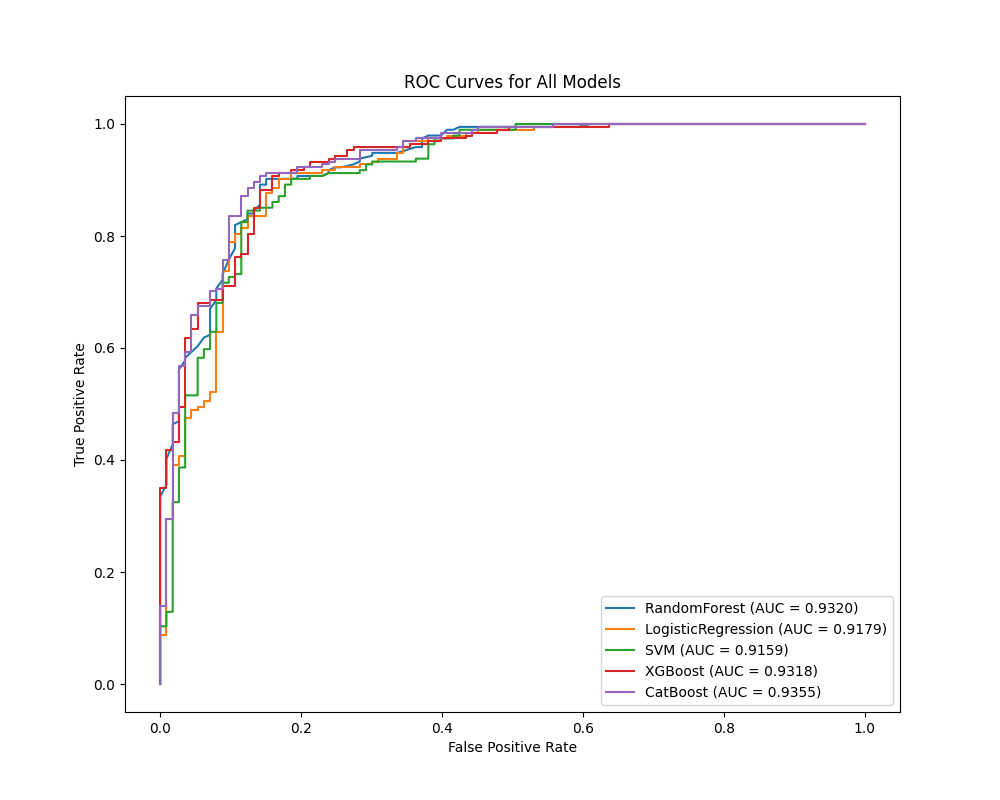 ROC Curves for All Models
1.0
0.8
0.6
0.4
0.2
0.0
True Positive Rate
0.0 0.2 0.4 0.6 0.8 1.0
False Positive Rate
RandomForest (AUC = 0.9320)
LogisticRegression (AUC = 0.9179)
SVM (AUC = 0.9159)
XGBoost (AUC = 0.9318)
CatBoost (AUC = 0.9355)